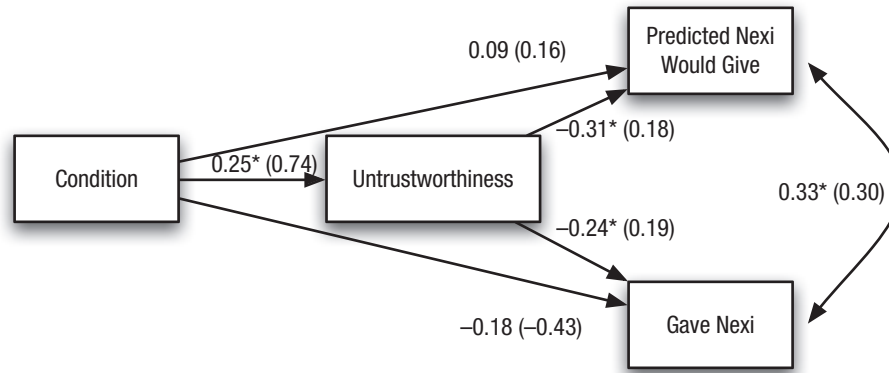 0.09 (0.16)
Predicted Nexi
Would Give
–0.31* (0.18)
Condition
0.25* (0.74)
Untrustworthiness
0.33* (0.30)
–0.24* (0.19)
–0.18 (–0.43)
Gave Nexi